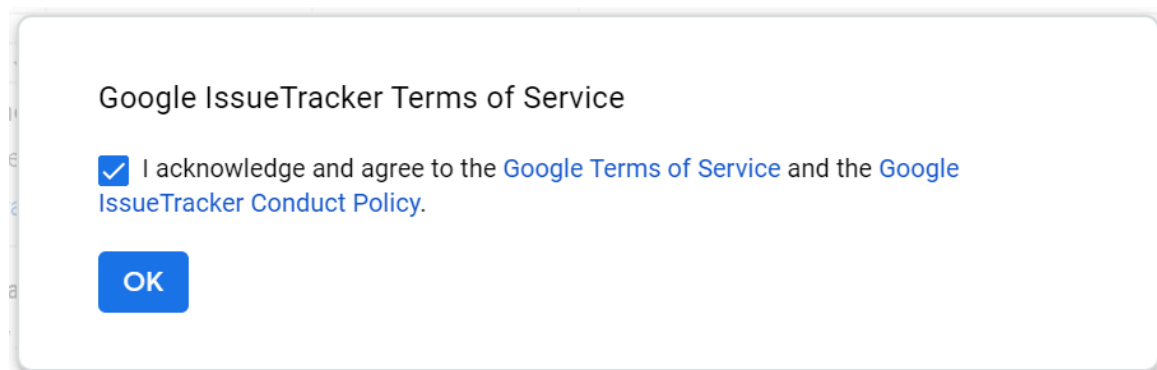 Google IssueTracker Terms of Service
I acknowledge and agree to the Google Terms of Service and the Google
IssueTracker Conduct Policy.
OK